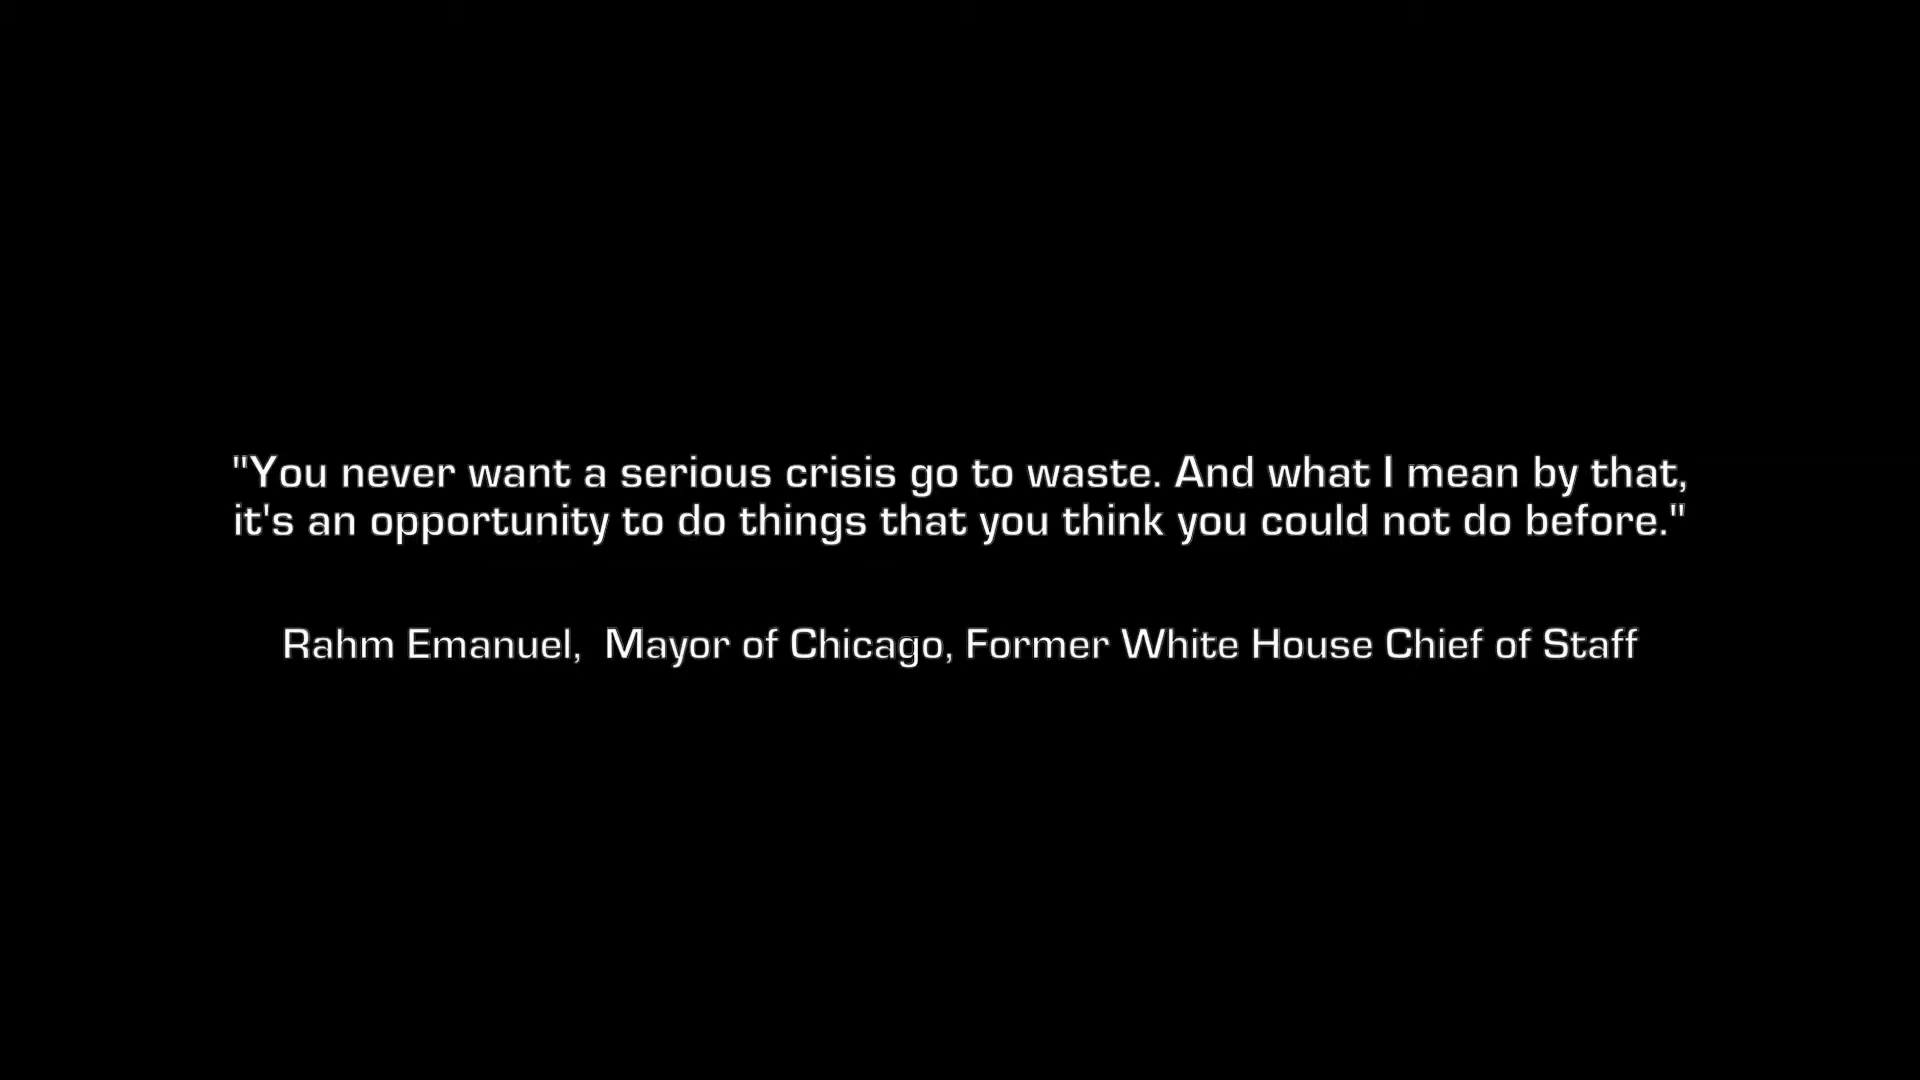 "You never want a serious crisis go to waste. And what I mean by that,
it's an opportunity to do things that you think you could not do before."
Rahm Emanuel,  Mayor of Chicago, Former White House Chief of Staff